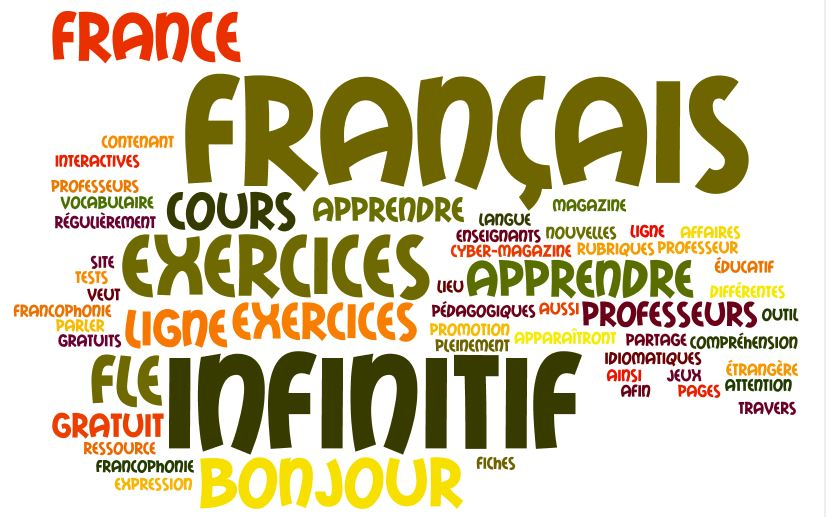 FRANCE
FRANÇAIS
CONTENANT
INTERACTIVES
PROFESSEURS
VOCABULAIRE
RÉGULIÈREMENT
COURS
APPRENDRE
LANGUE
MAGAZINE
ENSEIGNANTS
NOUVELLES
LIGNE
AFFAIRES
CYBER-MAGAZINE
RUBRIQUES
PROFESSEUR
SITE
TESTS
VEUT
EXERCICES
LIEU
APPRENDRE
ÉDUCATIF
DIFFÉRENTES
FRANCOPHONIE
PARLER
GRATUITS
LIGNE
EXERCICES
PÉDAGOGIQUES
AUSSI
PROFESSEURS
OUTIL
PROMOTION
PLEINEMENT
APPARAÎTRONT
PARTAGE
COMPRÉHENSION
IDIOMATIQUES
FLE
INFINITIF
AINSI
JEUX
ÉTRANGÈRE
AFIN
PAGES
ATTENTION
TRAVERS
GRATUIT
RESSOURCE
FRANCOPHONIE
EXPRESSION
BONJOUR
FICHES